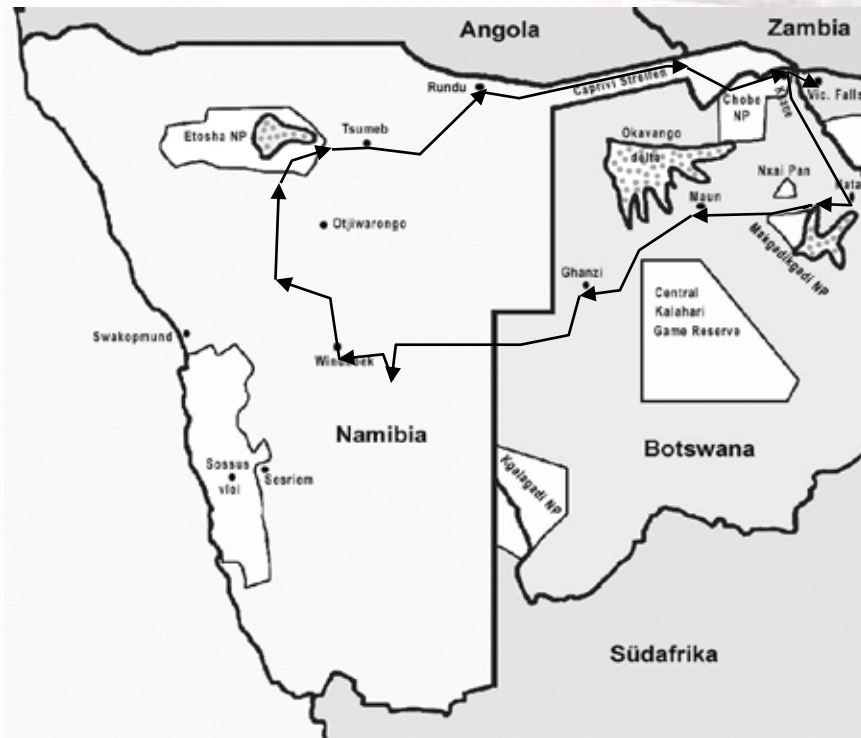 Angola
Zambia
Rundu
Caprivi Streifen
Vic. Falls
Chobe
NP
Etosha NP
Tsumeb
Okavango
delta
Nxai Pan
Maun
Otjiwarongo
Makgadikgadi NP
Ghanzi
Central
Kalahari
Game Reserve
Swakopmund
Windhoek
Namibia
Botswana
Sossus
vlei
Sesriem
Kgalagadi NP
Südafrika